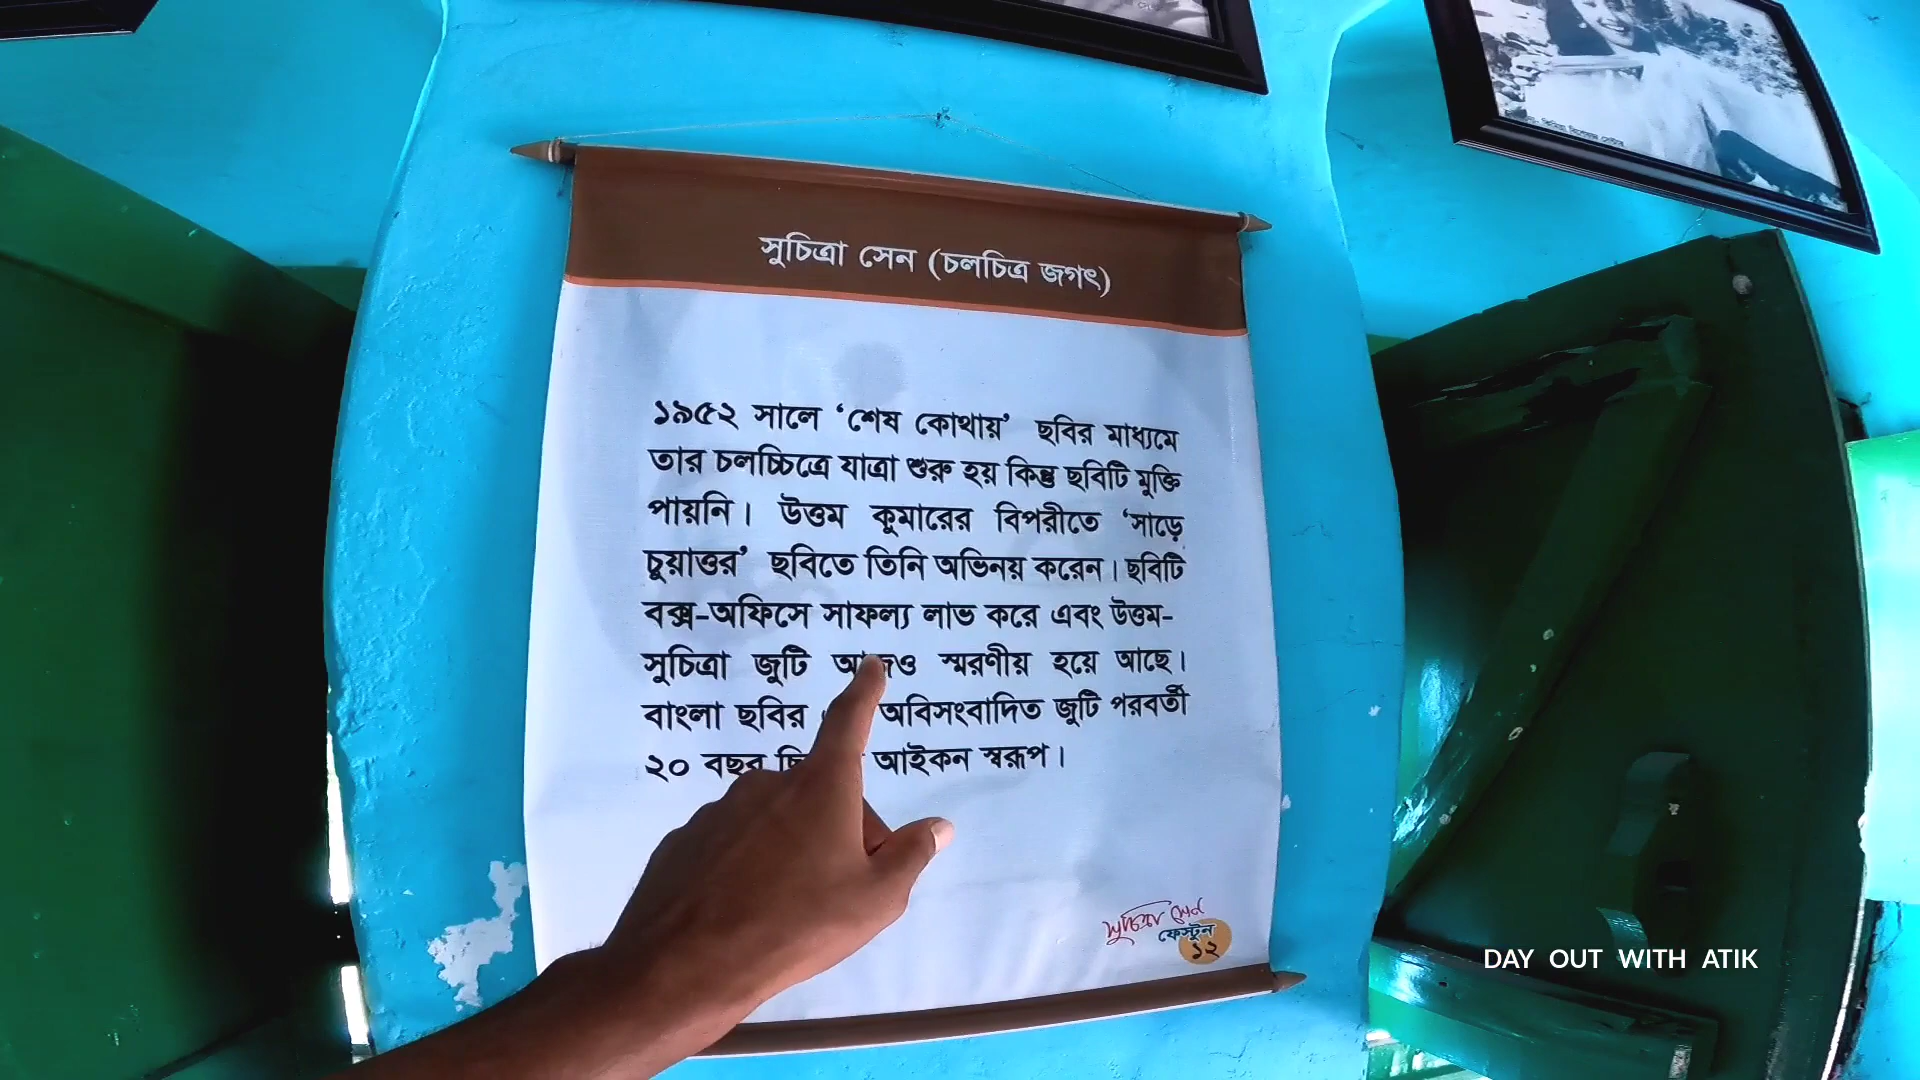 সুচিত্রা সেন (চলচিত্র জগৎ)
১৯৫২ সালে ‘শেষ কোথায়’ ছবির মাধ্যমে
তার চলচ্চিত্রে যাত্রা শুরু হয় কিন্তু ছবিটি মুক্তি
পায়নি। উত্তম কুমারের বিপরীতে ‘সাড়ে
চুয়াত্তর’ ছবিতে তিনি অভিনয় করেন। ছবিটি
বক্স-অফিসে সাফল্য লাভ করে এবং উত্তম-
সুচিত্রা জুটি আজও স্মরণীয় হয়ে আছে।
বাংলা ছবির অবিসংবাদিত জুটি পরবর্তী
২০ বছর আইকন স্বরূপ।
সুচিত্রা সেন
ফেস্টুন
১২
DAY OUT WITH ATIK